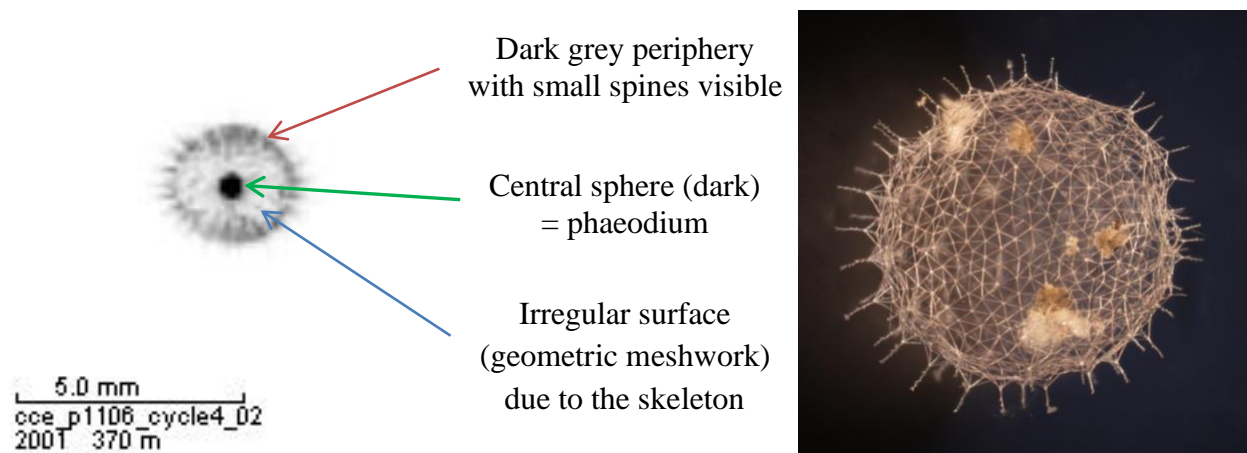 Dark grey periphery
with small spines visible
Central sphere (dark)
= phaeodium
Irregular surface
(geometric meshwork)
due to the skeleton
5.0 mm
cce_p1106_cycle4_02
2001 370 m